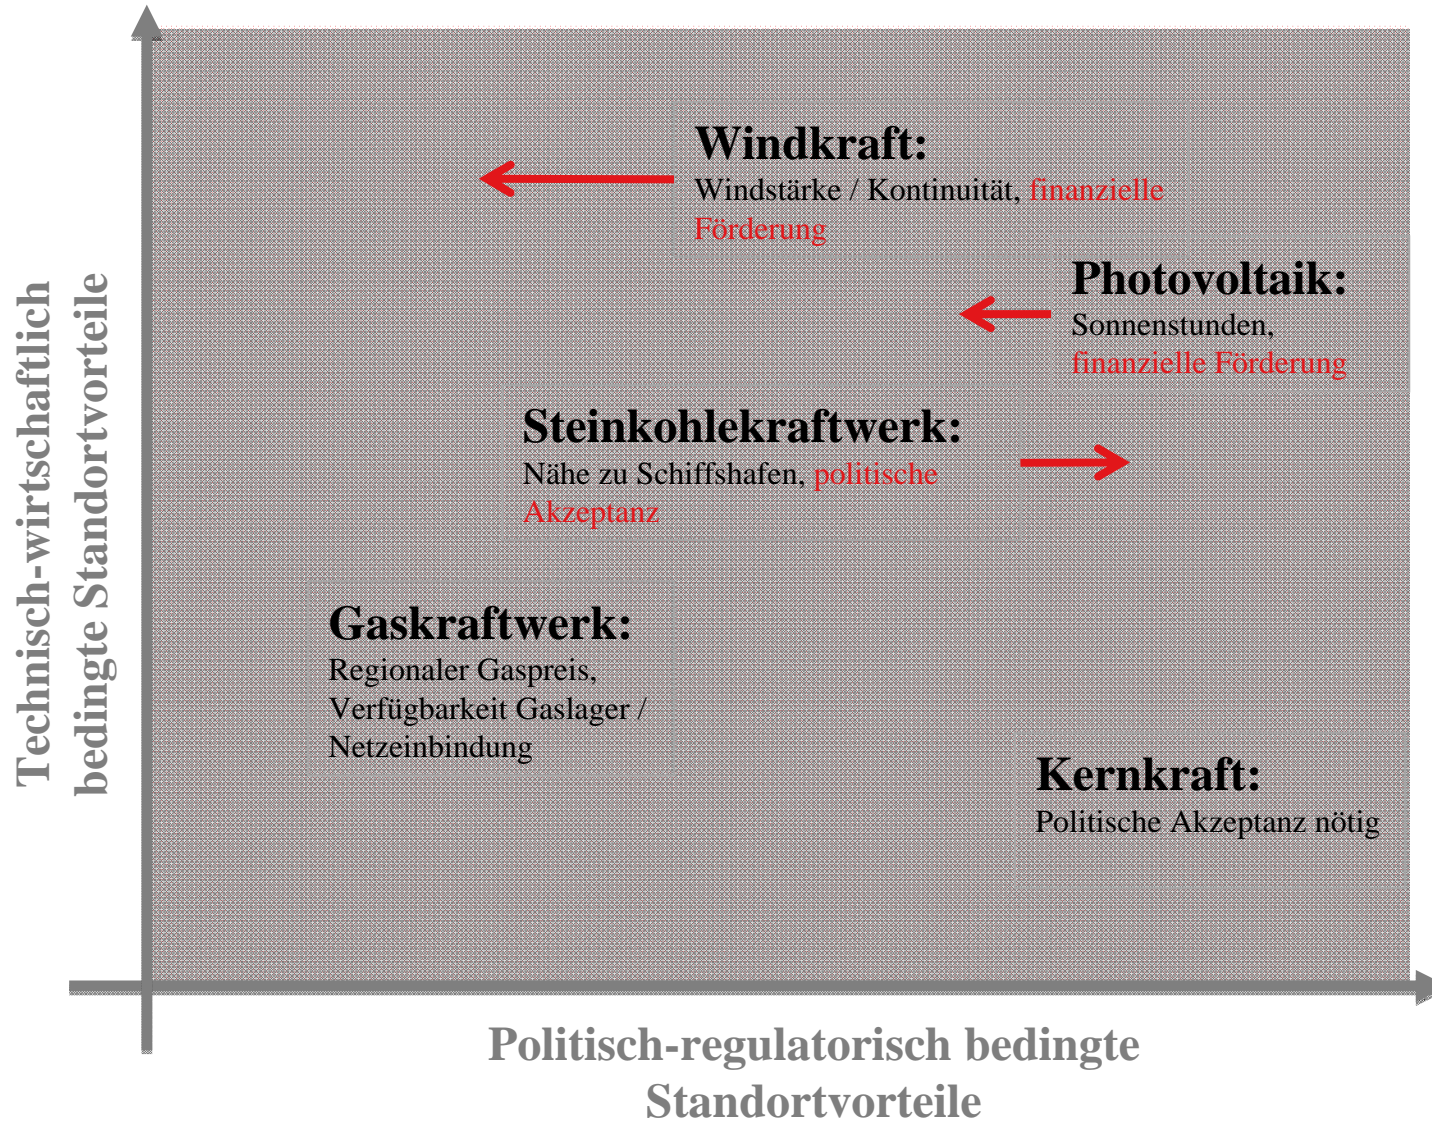 Windkraft:
Windstärke / Kontinuität, finanzielle
Förderung
Photovoltaik:
Sonnenstunden,
finanzielle Förderung
Steinkohlekraftwerk:
Nähe zu Schiffshafen, politische
Akzeptanz
Gaskraftwerk:
Regionaler Gaspreis,
Verfügbarkeit Gaslager /
Netzeinbindung
Kernkraft:
Politische Akzeptanz nötig
Technisch-wirtschaftlich
bedingte Standortvorteile
Politisch-regulatorisch bedingte
Standortvorteile